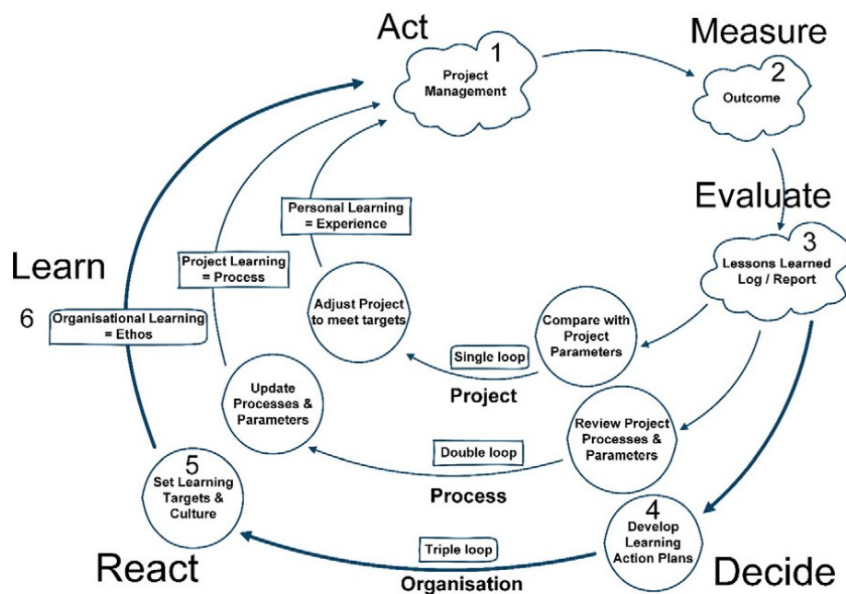 Act
1
Project
Management
Measure
2
Outcome
Evaluate
3
Lessons Learned
Log / Report
Personal Learning
= Experience
Project Learning
= Process
Learn
6
Organisational Learning
= Ethos
Adjust Project
to meet targets
Compare with
Project
Parameters
Single loop
Project
Update
Processes &
Parameters
Review Project
Processes &
Parameters
Double loop
Process
5
Set Learning
Targets &
Culture
4
Develop
Learning
Action Plans
Triple loop
Organisation
React
Decide